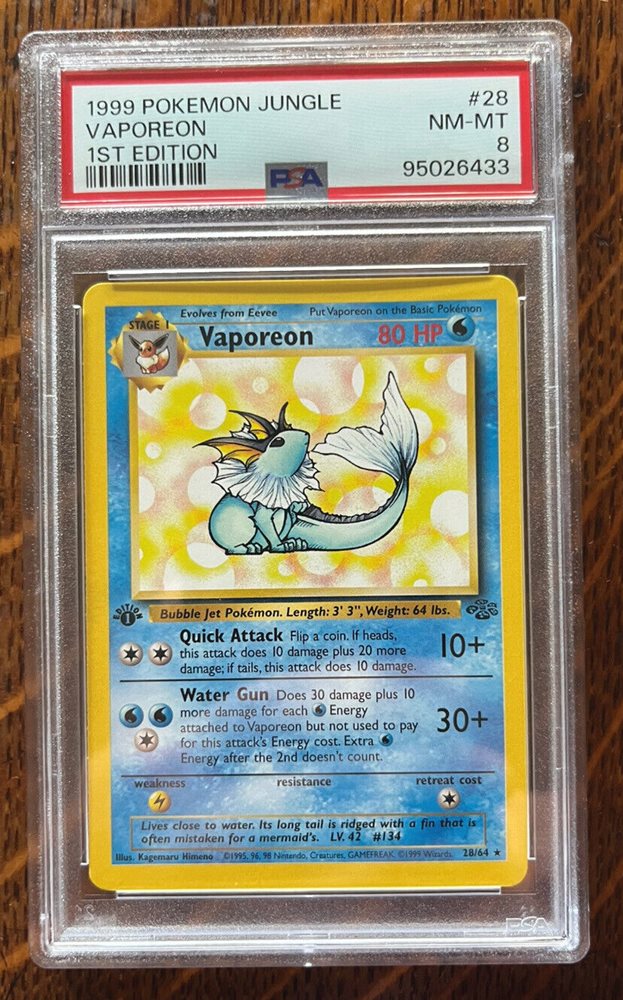 1999 POKEMON JUNGLE #28
VAPOREON NM-MT
1ST EDITION 8
PSA 95026433
Evolves from Eevee Put Vaporeon on the Basic Pokémon
STAGE 1 Vaporeon 80 HP
EDITION 1
Bubble Jet Pokémon. Length: 3' 3", Weight: 64 lbs.
Quick Attack Flip a coin. If heads,
this attack does 10 damage plus 20 more
damage; if tails, this attack does 10 damage.
10+
Water Gun Does 30 damage plus 10
more damage for each Energy
attached to Vaporeon but not used to pay
for this attack's Energy cost. Extra
Energy after the 2nd doesn't count.
30+
weakness resistance retreat cost
Lives close to water. Its long tail is ridged with a fin that is
often mistaken for a mermaid's. LV. 42 #134
Illus. Kagemaru Himeno ©1995, 96, 98 Nintendo, Creatures, GAMEFREAK. ©1999 Wizards. 28/64 ★
PSA